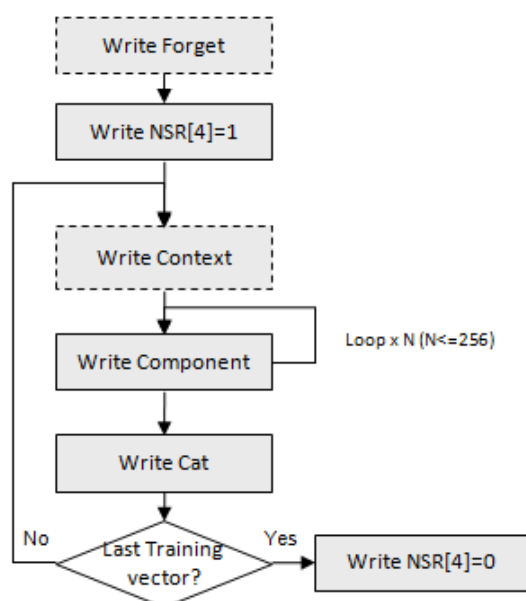 Write Forget
Write NSR[4]=1
Write Context
Loop x N (N<=256)
Write Component
Write Cat
No
Last Training
vector?
Yes
Write NSR[4]=0